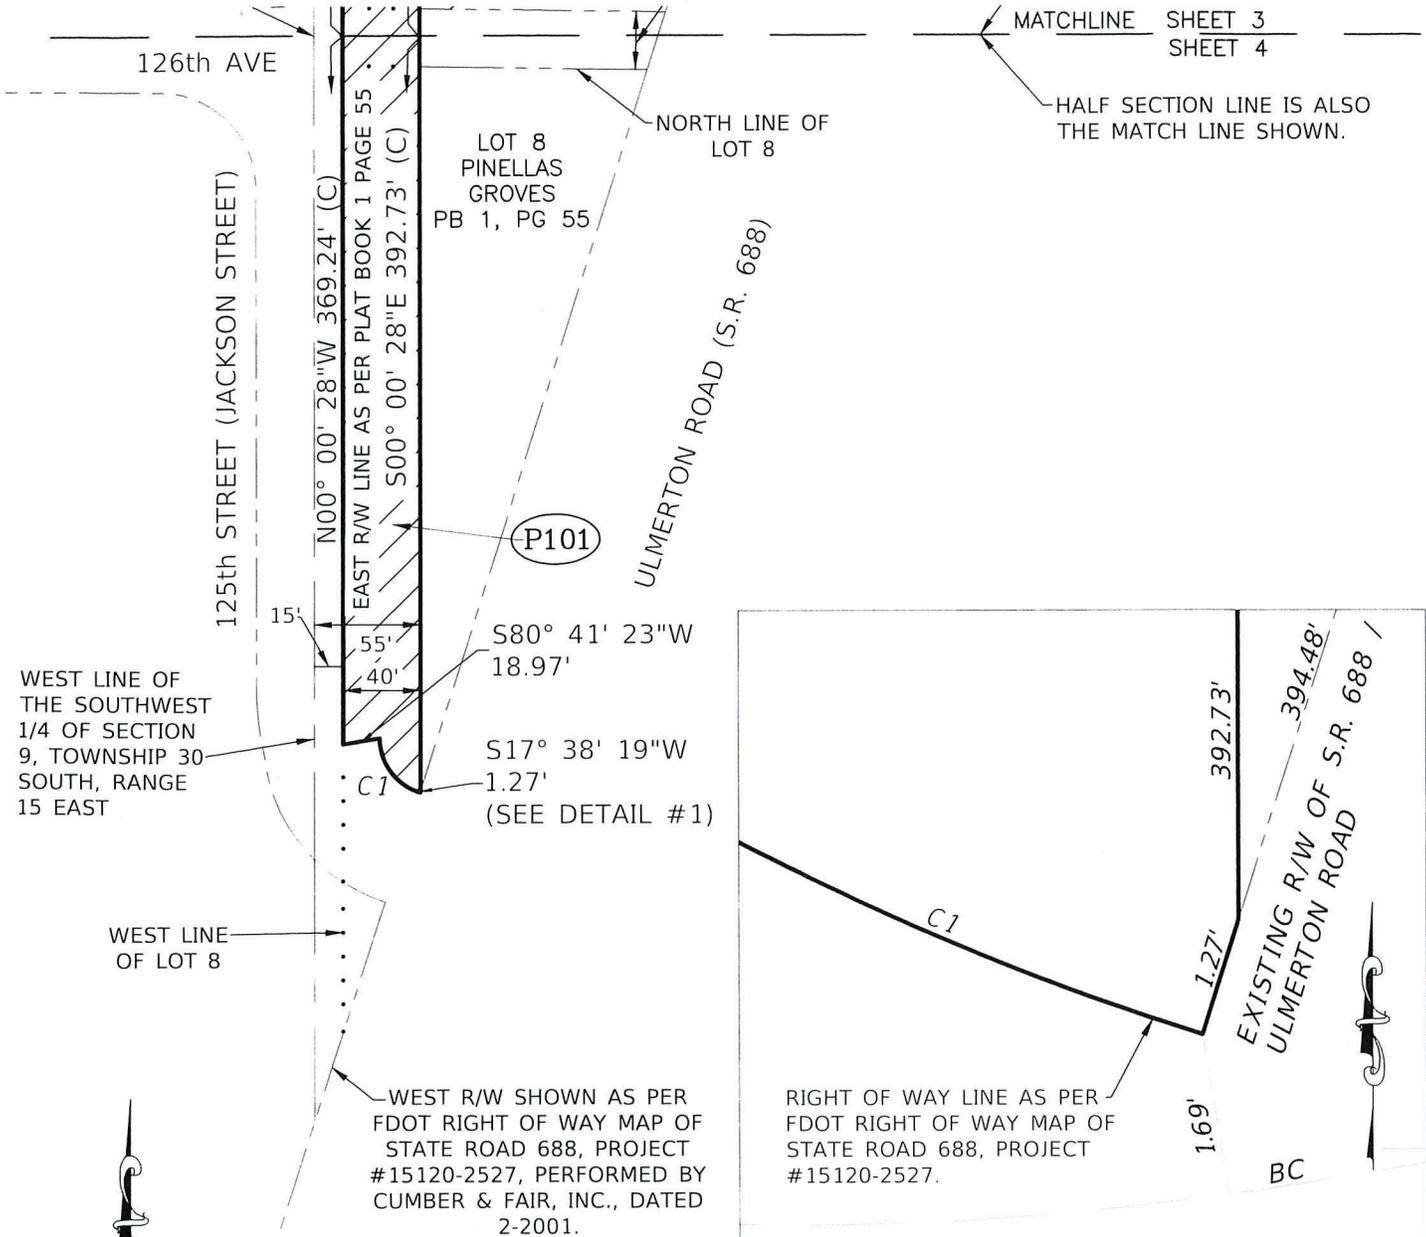 MATCHLINE SHEET 3
SHEET 4
126th AVE
HALF SECTION LINE IS ALSO
THE MATCH LINE SHOWN.
NORTH LINE OF
LOT 8
LOT 8
PINELLAS
GROVES
PB 1, PG 55
125th STREET (JACKSON STREET)
N00° 00' 28"W 369.24' (C)
EAST R/W LINE AS PER PLAT BOOK 1 PAGE 55
S00° 00' 28"E 392.73' (C)
ULMERTON ROAD (S.R. 688)
P101
15'
55'
40'
S80° 41' 23"W
18.97'
WEST LINE OF
THE SOUTHWEST
1/4 OF SECTION
9, TOWNSHIP 30
SOUTH, RANGE
15 EAST
C1
S17° 38' 19"W
1.27'
(SEE DETAIL #1)
WEST LINE
OF LOT 8
WEST R/W SHOWN AS PER
FDOT RIGHT OF WAY MAP OF
STATE ROAD 688, PROJECT
#15120-2527, PERFORMED BY
CUMBER & FAIR, INC., DATED
2-2001.
392.73'
394.48'
EXISTING R/W OF S.R. 688 /
ULMERTON ROAD
C1
1.27'
RIGHT OF WAY LINE AS PER
FDOT RIGHT OF WAY MAP OF
STATE ROAD 688, PROJECT
#15120-2527.
1.69'
BC